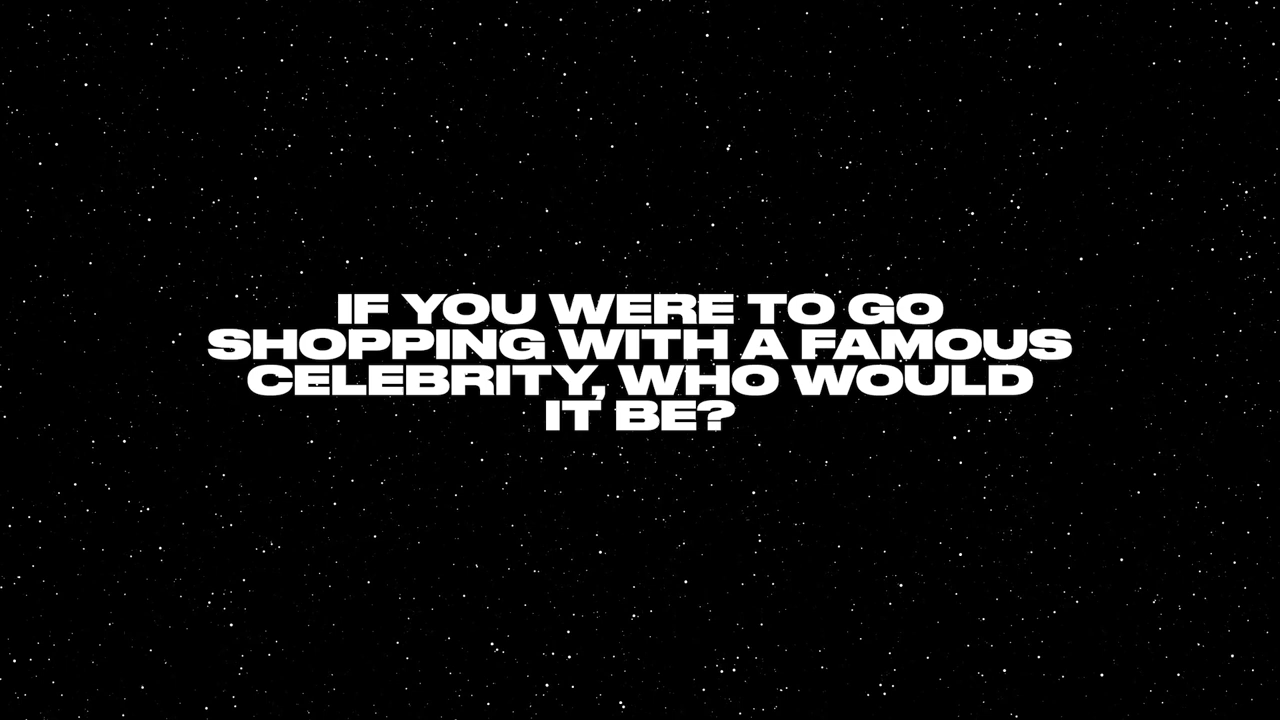 IF YOU WERE TO GO
SHOPPING WITH A FAMOUS
CELEBRITY, WHO WOULD
IT BE?